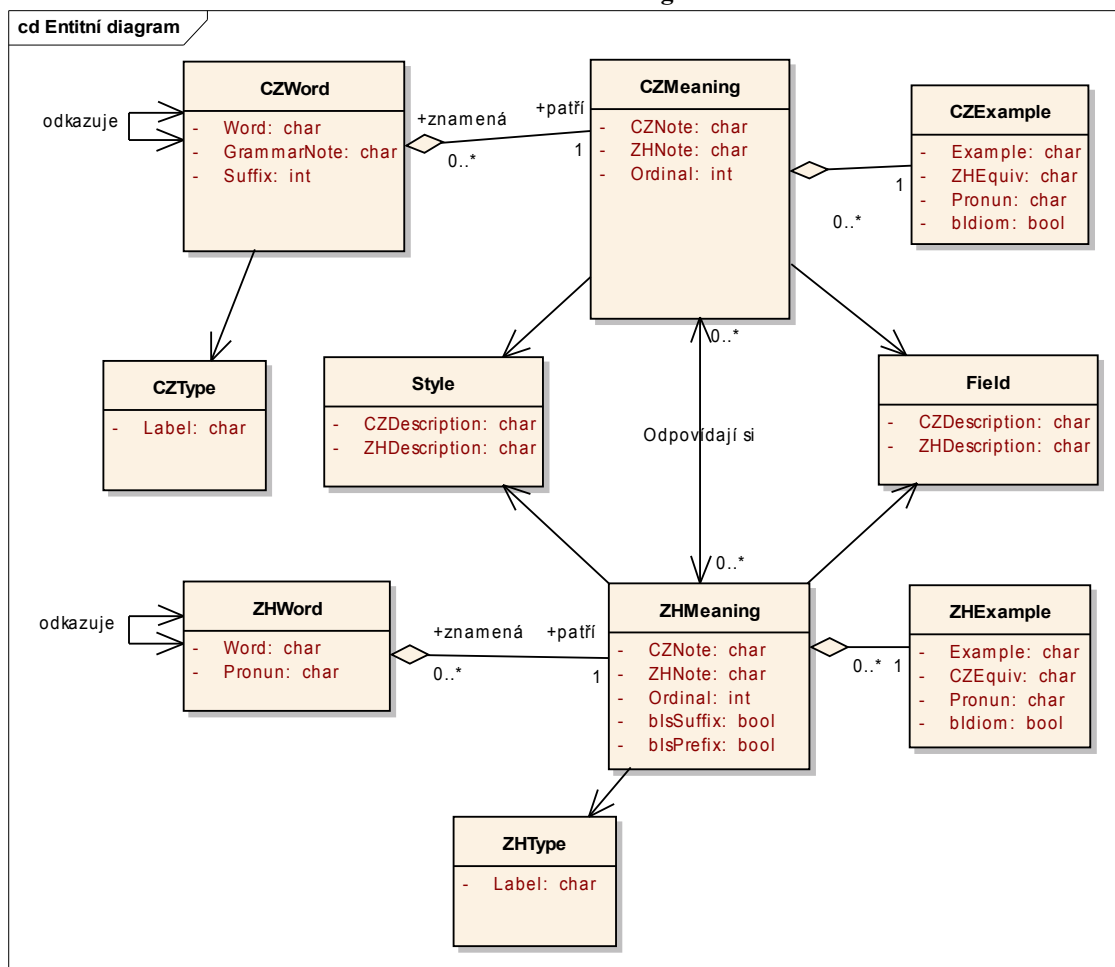 cd Entitní diagram
CZWord
- Word: char
- GrammarNote: char
- Suffix: int
odkazuje
+znamená
0..*
+patří
1
CZMeaning
- CZNote: char
- ZHNote: char
- Ordinal: int
1
0..*
CZExample
- Example: char
- ZHEquiv: char
- Pronun: char
- bIdiom: bool
CZType
- Label: char
Style
- CZDescription: char
- ZHDescription: char
0..*
Odpovídají si
0..*
Field
- CZDescription: char
- ZHDescription: char
ZHWord
- Word: char
- Pronun: char
odkazuje
+znamená
0..*
+patří
1
ZHMeaning
- CZNote: char
- ZHNote: char
- Ordinal: int
- bIsSuffix: bool
- bIsPrefix: bool
0..*
1
ZHExample
- Example: char
- CZEquiv: char
- Pronun: char
- bIdiom: bool
ZHType
- Label: char